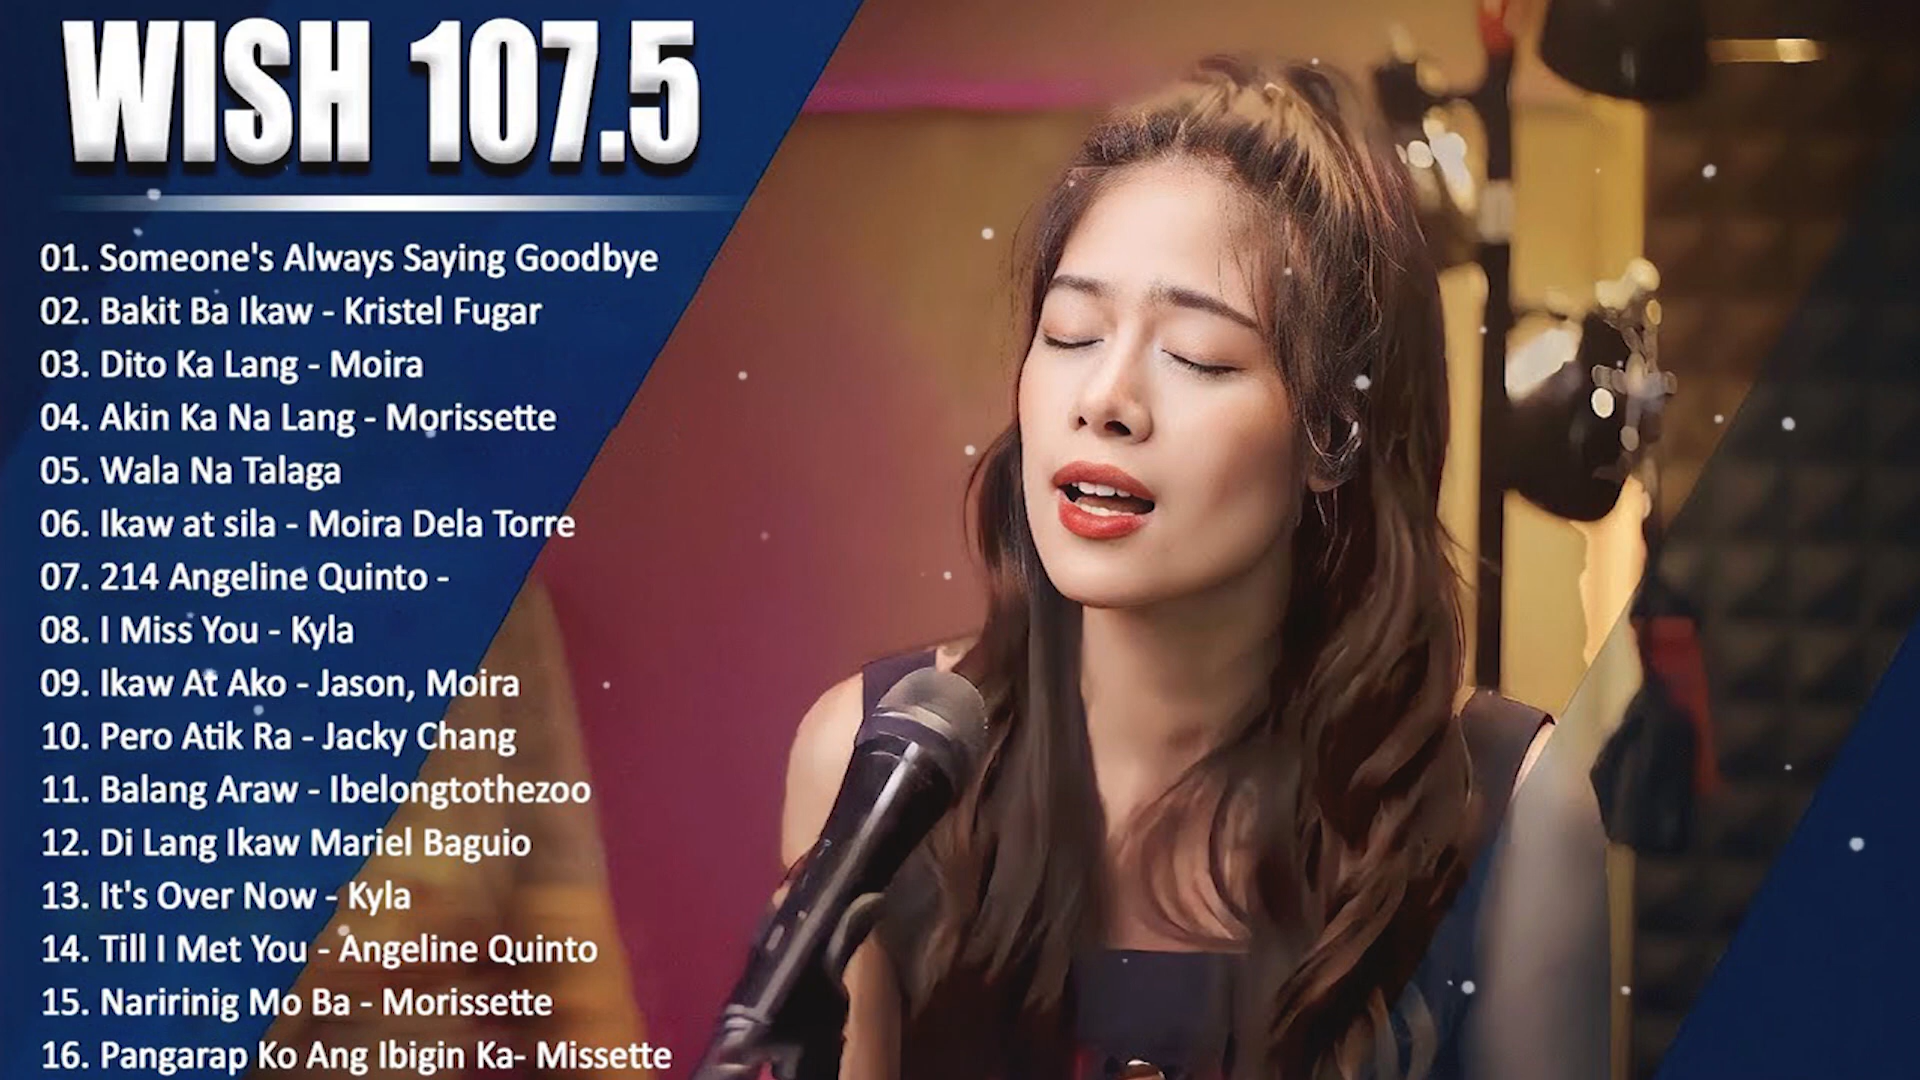 WISH 107.5
01. Someone's Always Saying Goodbye
02. Bakit Ba Ikaw - Kristel Fugar
03. Dito Ka Lang - Moira
04. Akin Ka Na Lang - Morissette
05. Wala Na Talaga
06. Ikaw at sila - Moira Dela Torre
07. 214 Angeline Quinto -
08. I Miss You - Kyla
09. Ikaw At Ako - Jason, Moira
10. Pero Atik Ra - Jacky Chang
11. Balang Araw - Ibelongtothezoo
12. Di Lang Ikaw Mariel Baguio
13. It's Over Now - Kyla
14. Till I Met You - Angeline Quinto
15. Naririnig Mo Ba - Morissette
16. Pangarap Ko Ang Ibigin Ka- Missette